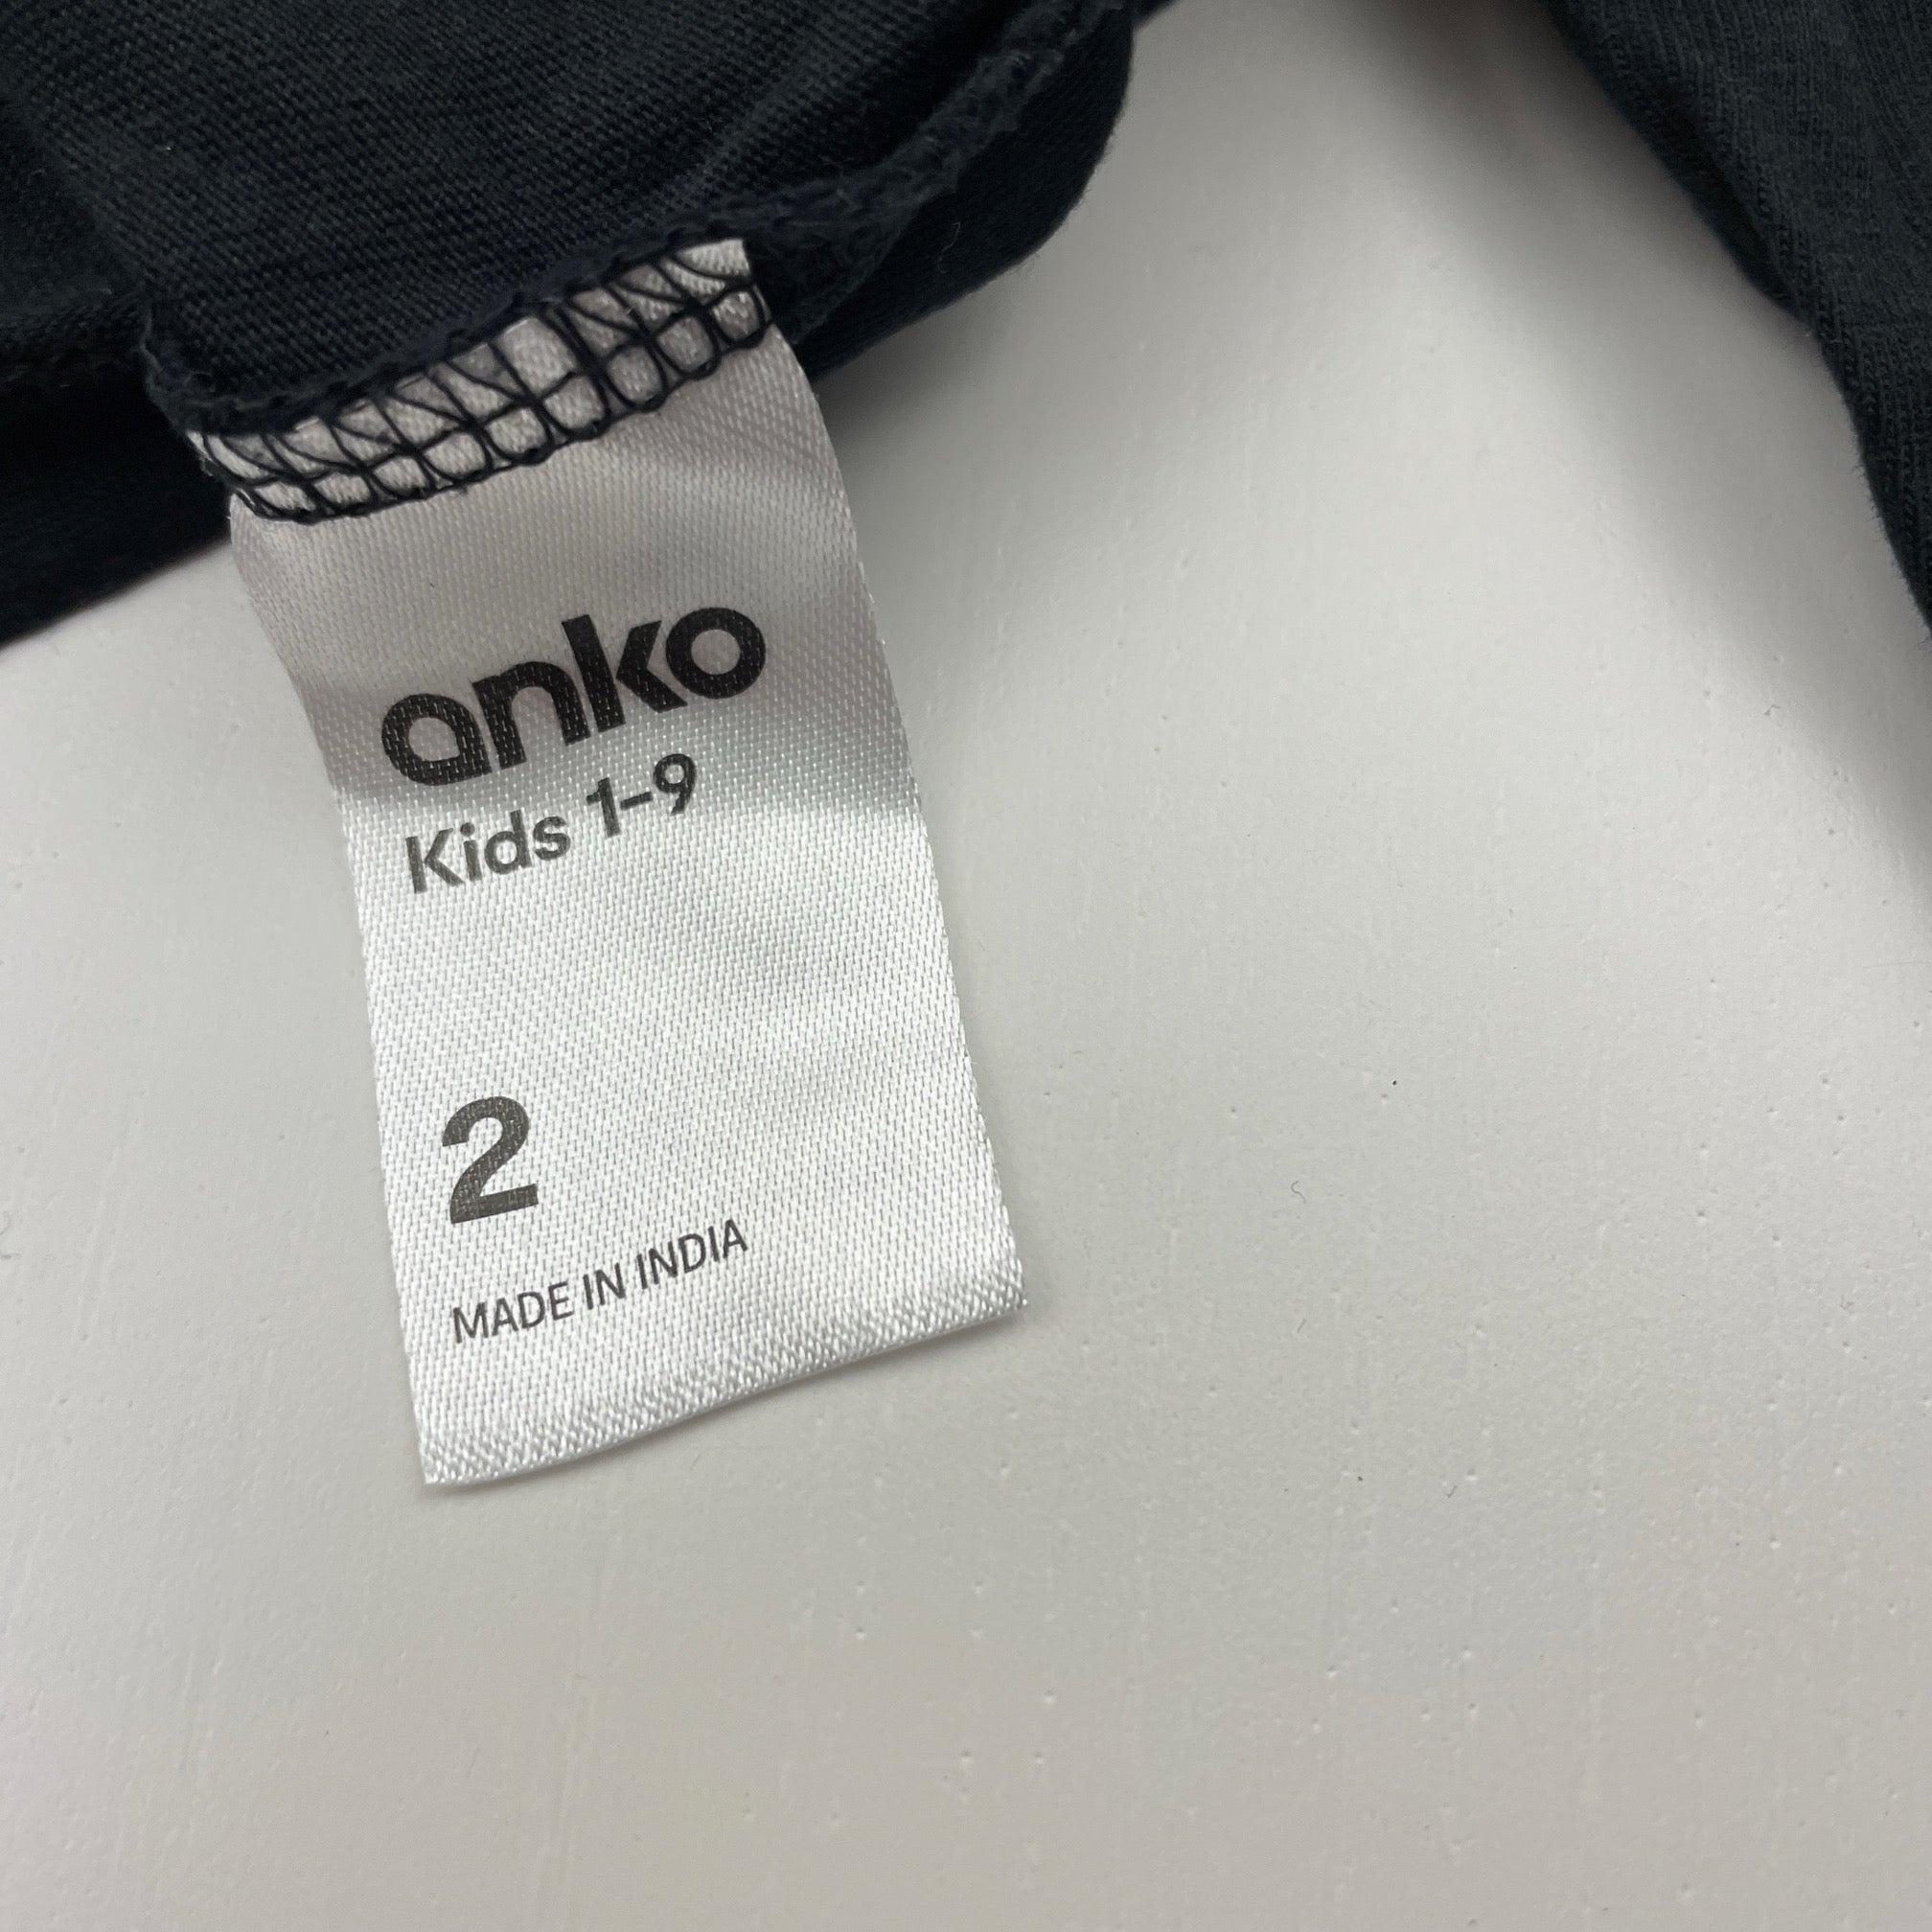 anko
Kids 1-9
2
MADE IN INDIA